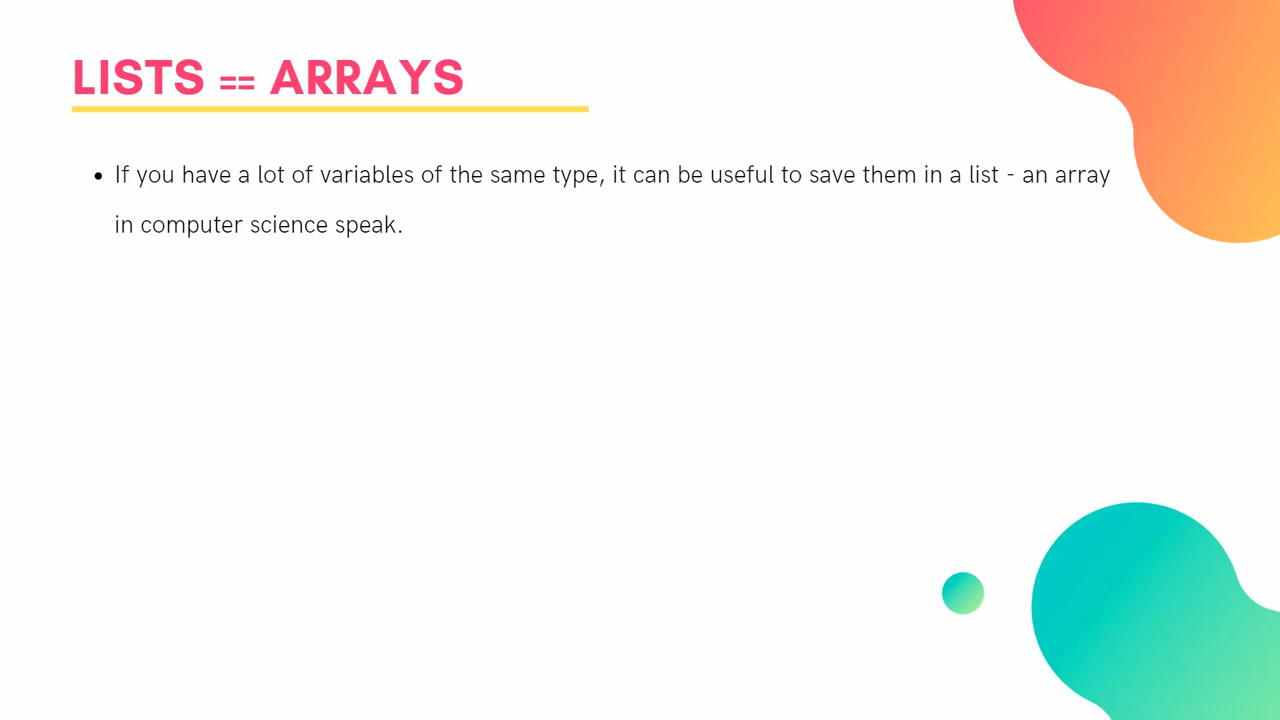 LISTS == ARRAYS
• If you have a lot of variables of the same type, it can be useful to save them in a list - an array
in computer science speak.